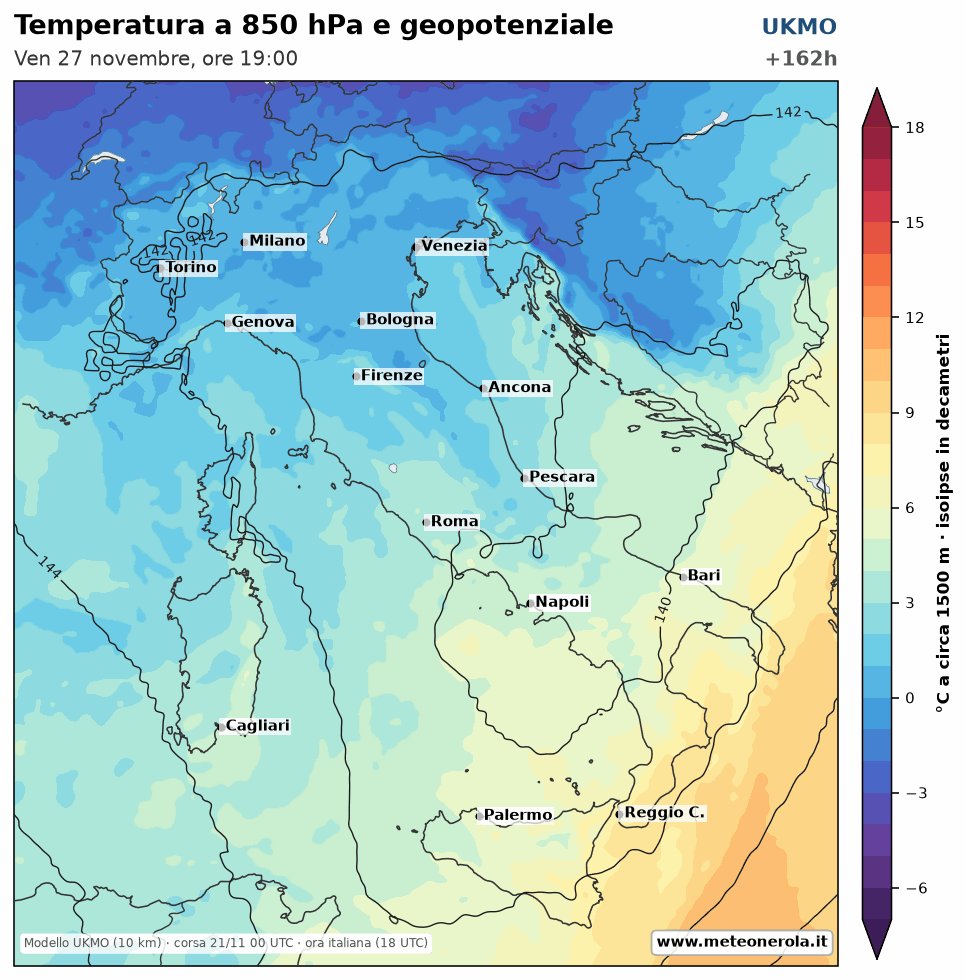 Temperatura a 850 hPa e geopotenziale
UKMO
Ven 27 novembre, ore 19:00
+162h
142
18
15
12
9
6
3
0
−3
−6
°C a circa 1500 m · isoipse in decametri
Milano
Venezia
142
142
Torino
Genova
Bologna
Firenze
Ancona
Pescara
Roma
144
Bari
Napoli
140
Cagliari
Palermo
Reggio C.
Modello UKMO (10 km) · corsa 21/11 00 UTC · ora italiana (18 UTC)
www.meteonerola.it